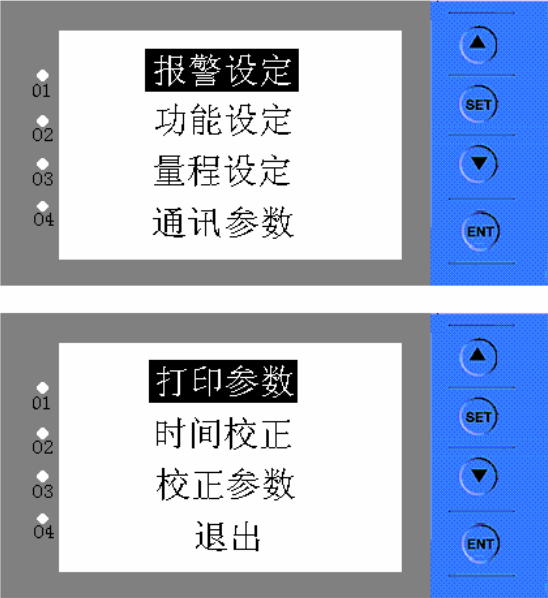 报警设定
功能设定
量程设定
通讯参数
01
02
03
04
SET
ENT
打印参数
时间校正
校正参数
退出
01
02
03
04
SET
ENT